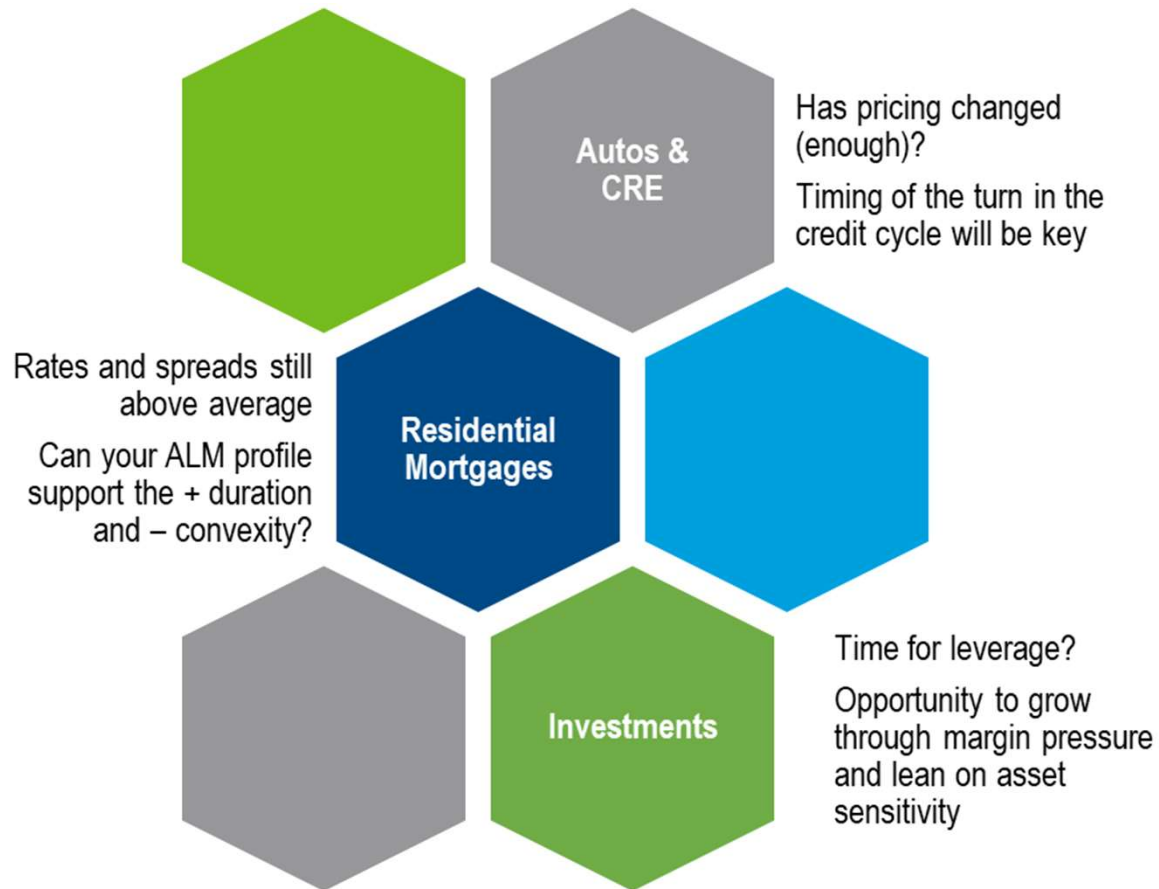 Autos &
CRE
Has pricing changed
(enough)?
Timing of the turn in the
credit cycle will be key
Rates and spreads still
above average
Can your ALM profile
support the + duration
and – convexity?
Residential
Mortgages
Investments
Time for leverage?
Opportunity to grow
through margin pressure
and lean on asset
sensitivity